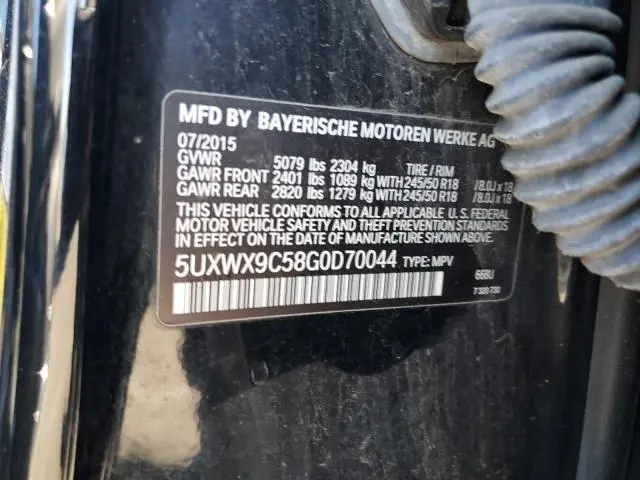 MFD BY BAYERISCHE MOTOREN WERKE AG
07/2015
GVWR 5079 lbs 2304 kg TIRE / RIM
GAWR FRONT 2401 lbs 1089 kg WITH 245/50 R18 / 8.0J x 18
GAWR REAR 2820 lbs 1279 kg WITH 245/50 R18 / 8.0J x 18
THIS VEHICLE CONFORMS TO ALL APPLICABLE U. S. FEDERAL
MOTOR VEHICLE SAFETY AND THEFT PREVENTION
STANDARDS IN EFFECT ON THE DATE OF MANUFACTURE SHOWN ABOVE.
5UXWX9C58G0D70044 TYPE: MPV
668U
7 320 730